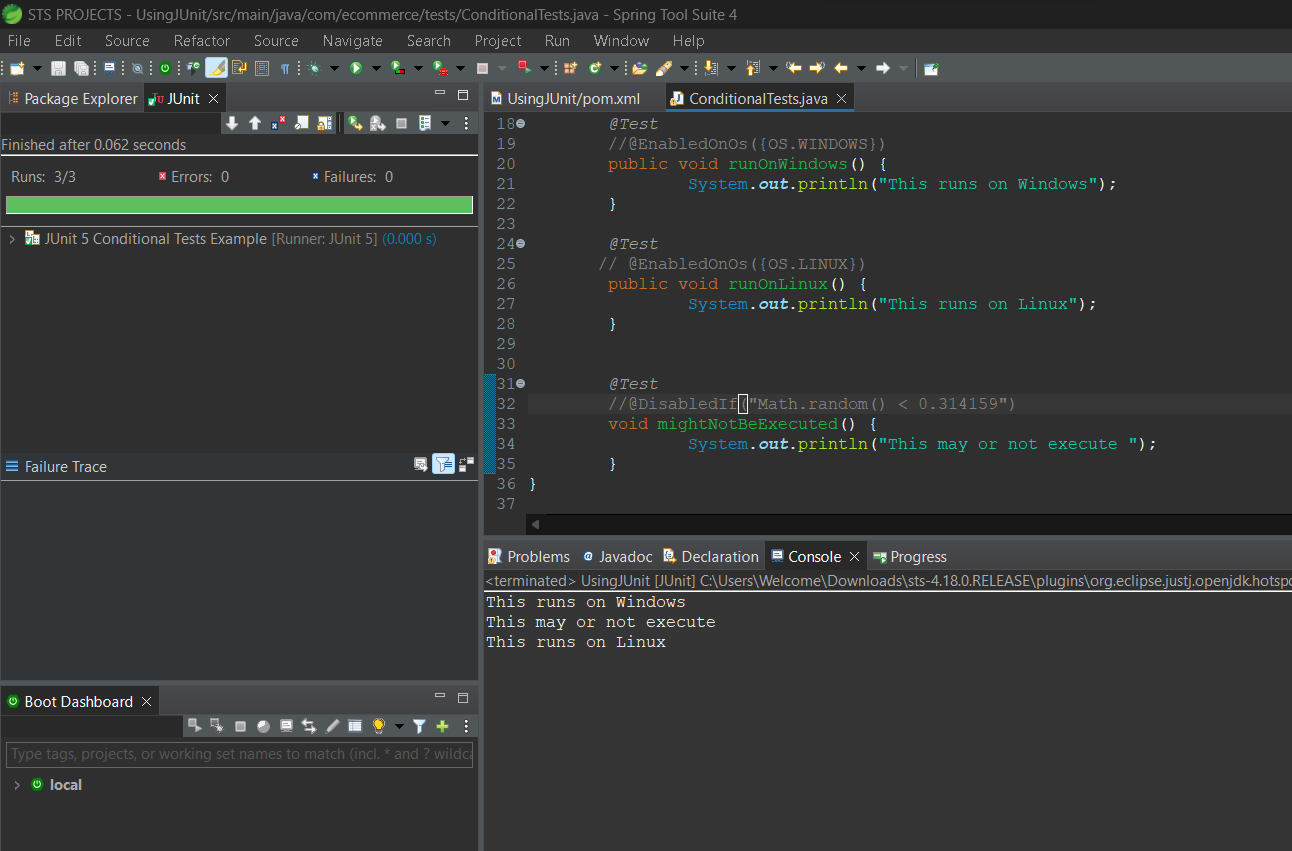 STS PROJECTS - UsingJUnit/src/main/java/com/ecommerce/tests/ConditionalTests.java - Spring Tool Suite 4
File Edit Source Refactor Source Navigate Search Project Run Window Help
Package Explorer JUnit
Finished after 0.062 seconds
Runs: 3/3 Errors: 0 Failures: 0
JUnit 5 Conditional Tests Example [Runner: JUnit 5] (0.000 s)
Failure Trace
Boot Dashboard
Type tags, projects, or working set names to match (incl. * and ? wildca
local
UsingJUnit/pom.xml ConditionalTests.java
18 @Test
19 //@EnabledOnOs({OS.WINDOWS})
20 public void runOnWindows() {
21 System.out.println("This runs on Windows");
22 }
23
24 @Test
25 // @EnabledOnOs({OS.LINUX})
26 public void runOnLinux() {
27 System.out.println("This runs on Linux");
28 }
29
30
31 @Test
32 //@DisabledIf("Math.random() < 0.314159")
33 void mightNotBeExecuted() {
34 System.out.println("This may or not execute ");
35 }
36 }
37
Problems Javadoc Declaration Console Progress
<terminated> UsingJUnit [JUnit] C:\Users\Welcome\Downloads\sts-4.18.0.RELEASE\plugins\org.eclipse.justj.openjdk.hotspo
This runs on Windows
This may or not execute
This runs on Linux